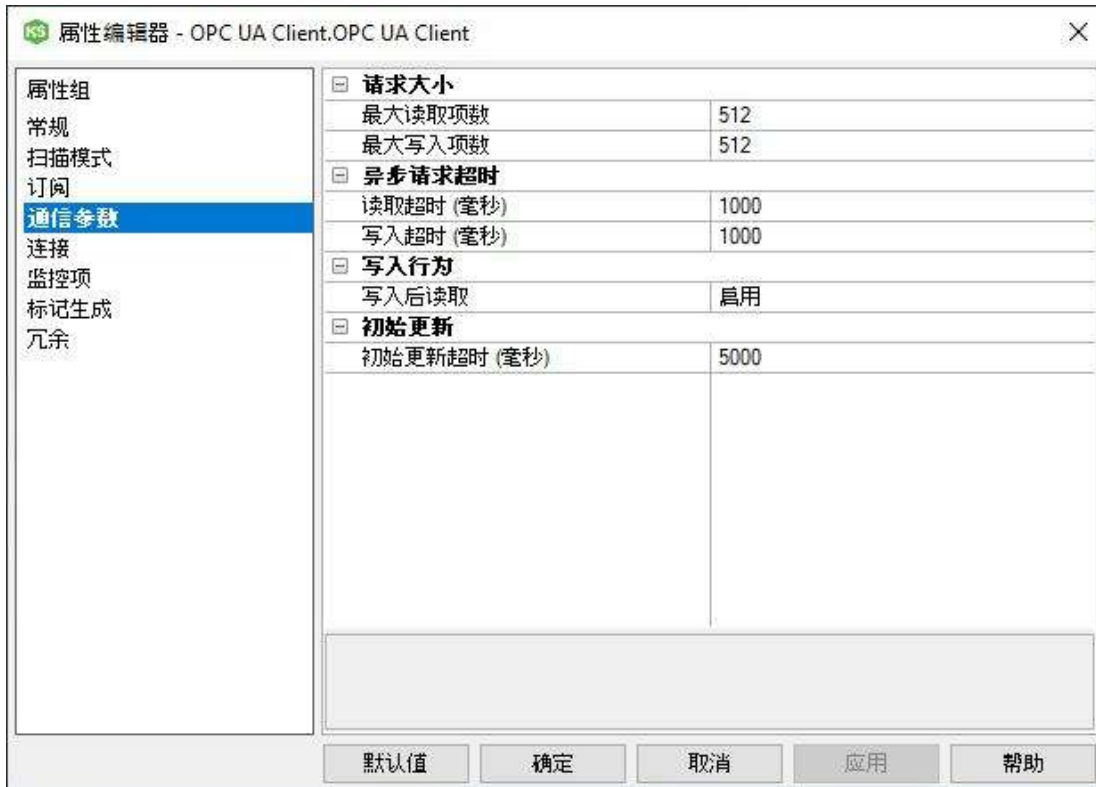 属性编辑器 - OPC UA Client.OPC UA Client
属性组
常规
扫描模式
订阅
通信参数
连接
监控项
标记生成
冗余
请求大小
最大读取项数 512
最大写入项数 512
异步请求超时
读取超时 (毫秒) 1000
写入超时 (毫秒) 1000
写入行为
写入后读取 启用
初始更新
初始更新超时 (毫秒) 5000
默认值 确定 取消 应用 帮助